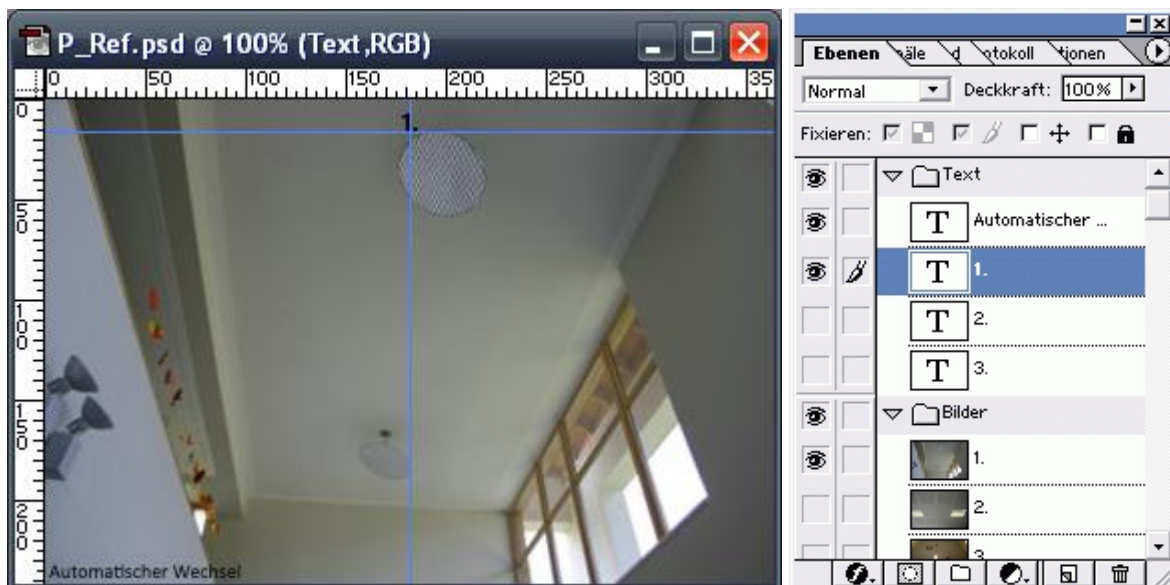 P_Ref.psd @ 100% (Text,RGB)
0 50 100 150 200 250 300 35
0
50
100
150
200
1.
Automatischer Wechsel
Ebenen äle d otokoll tionen
Normal Deckkraft: 100%
Fixieren:
Text
Automatischer ...
1.
2.
3.
Bilder
1.
2.
3.